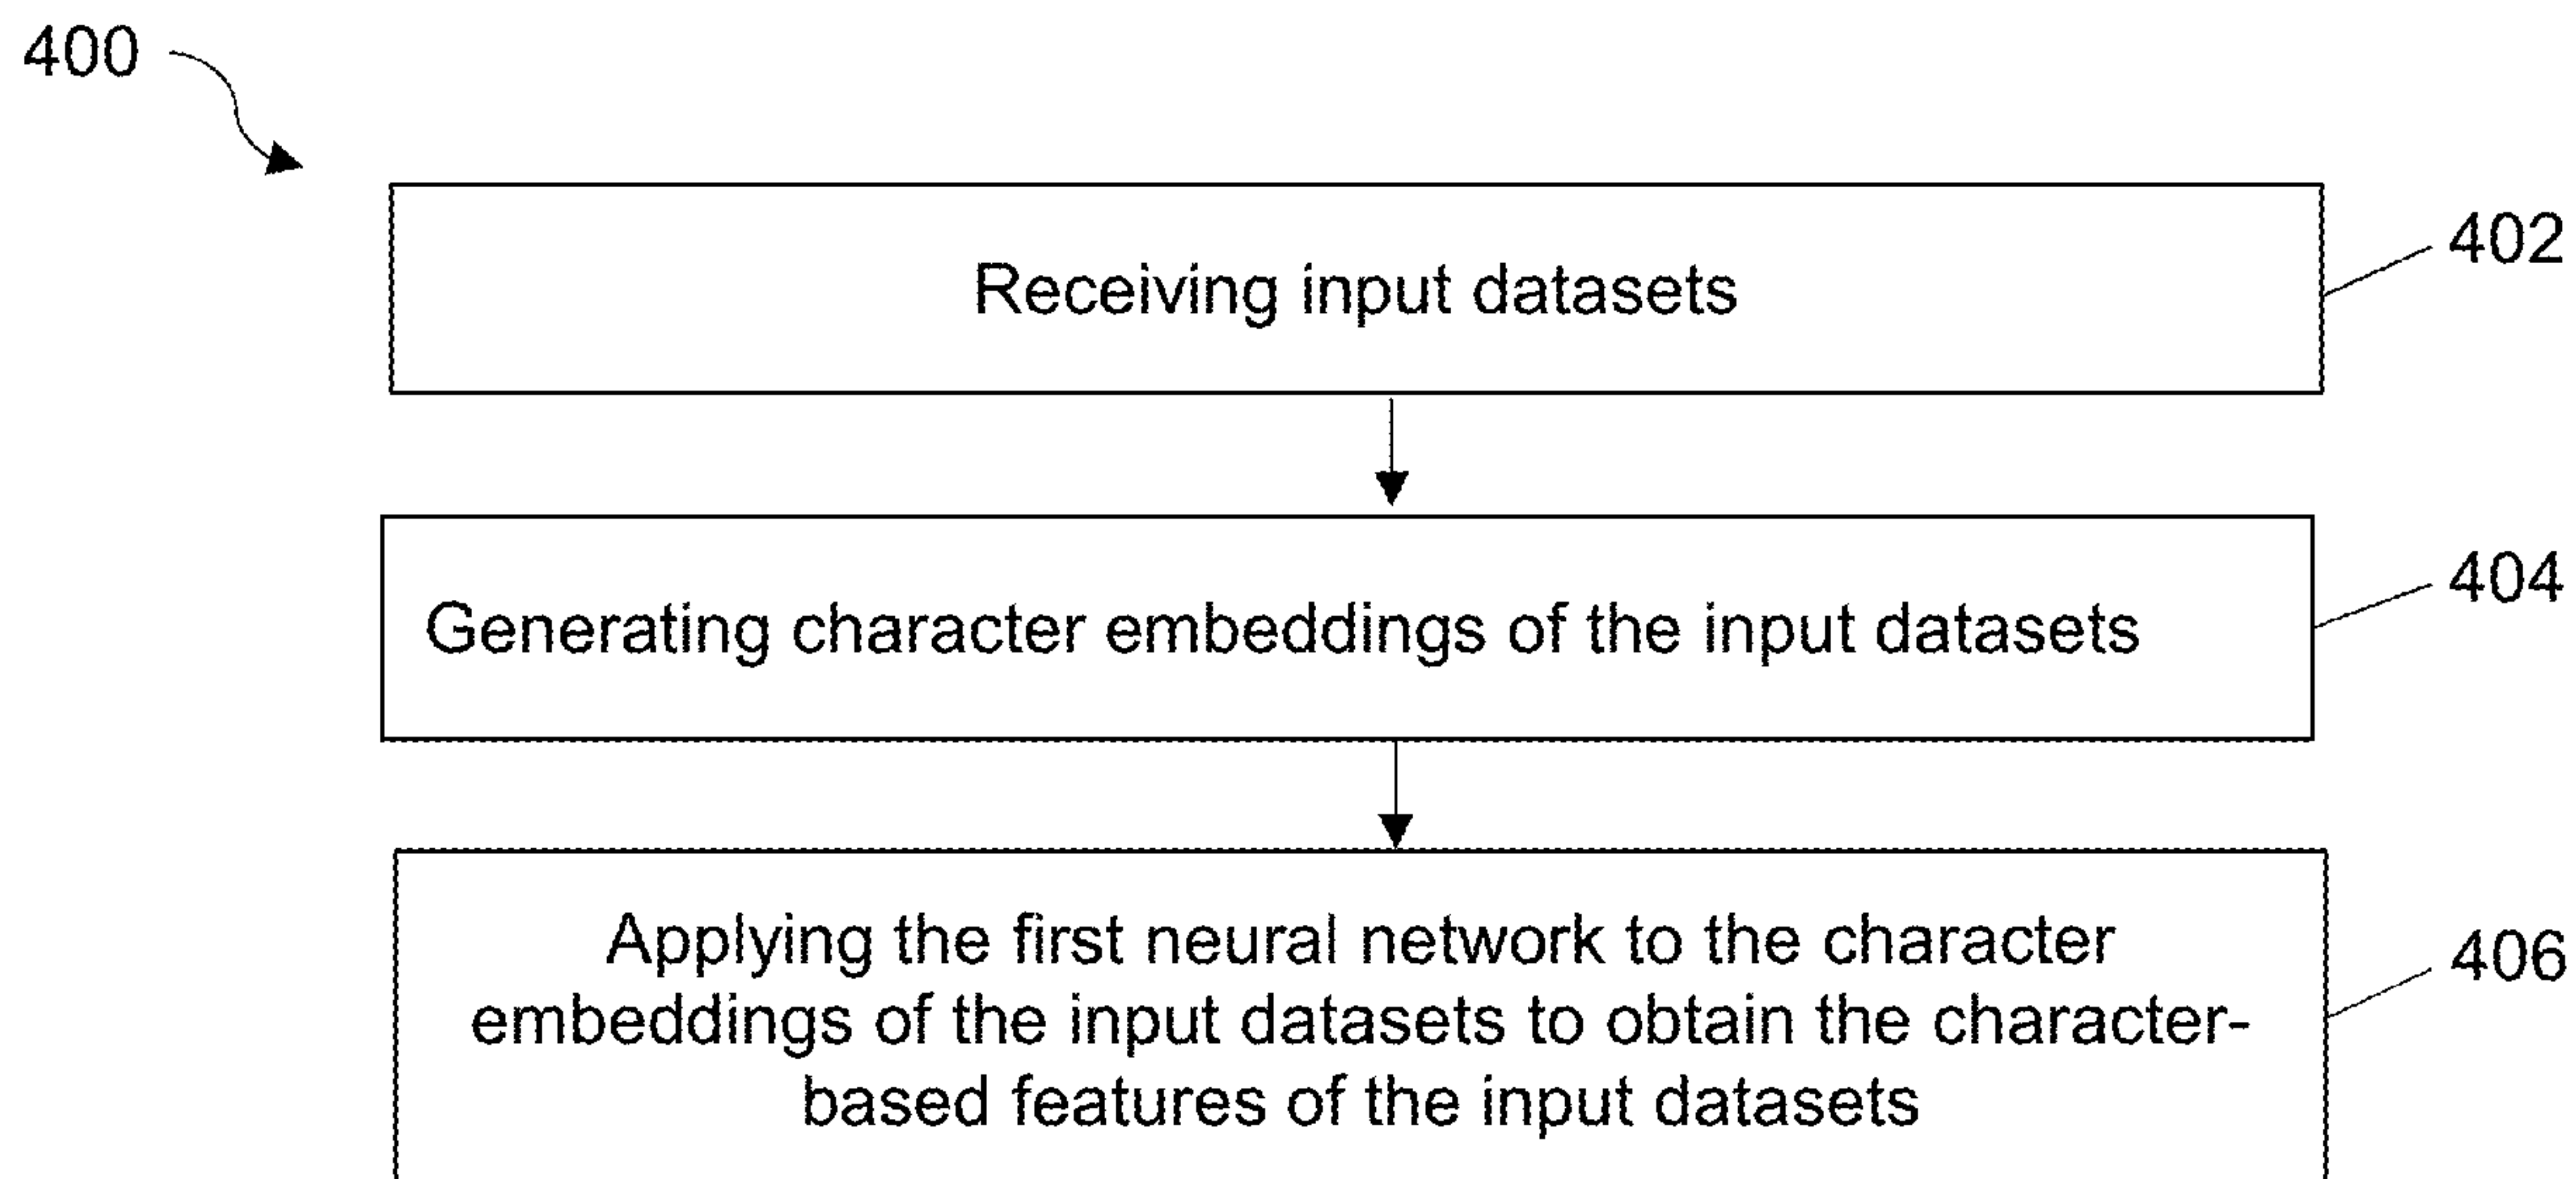 400
Receiving input datasets
402
Generating character embeddings of the input datasets
404
Applying the first neural network to the character
embeddings of the input datasets to obtain the character-
based features of the input datasets
406